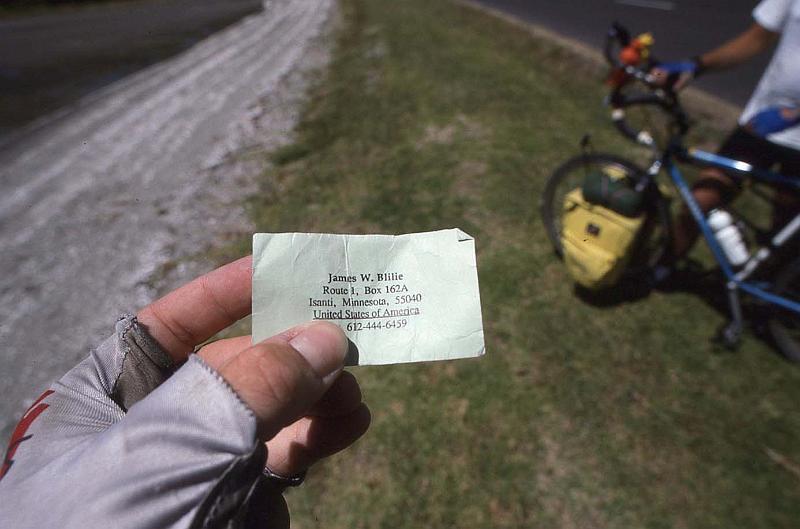 James W. Blilie
Route 1, Box 162A
Isanti, Minnesota, 55040
United States of America
612-444-6459